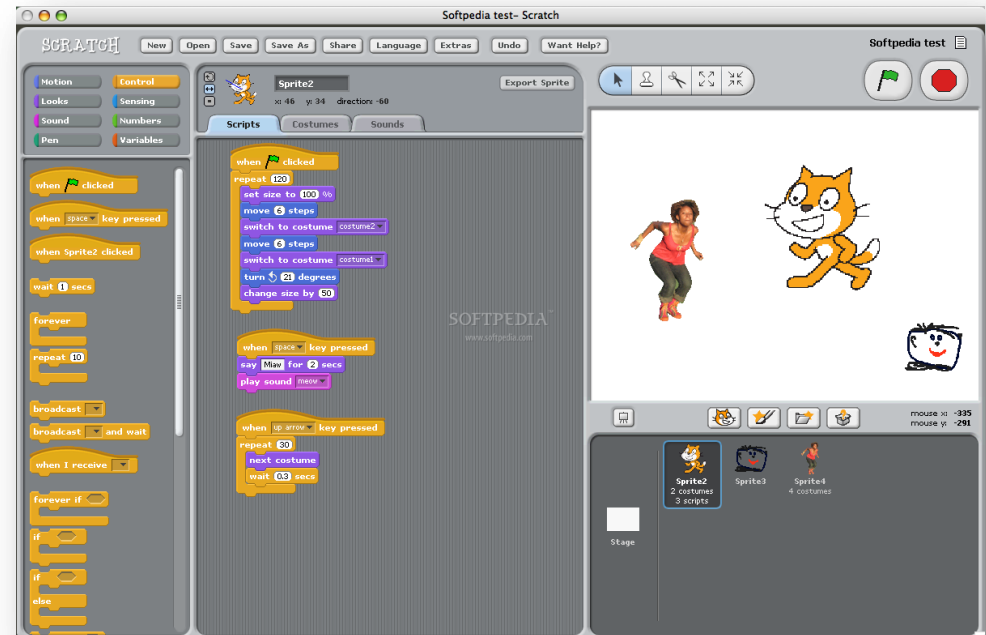 Softpedia test– Scratch
SCRATCH New Open Save Save As Share Language Extras Undo Want Help?
Softpedia test
Motion Control
Looks Sensing
Sound Numbers
Pen Variables
Sprite2
Export Sprite
x: 46 y: 34 direction: -60
Scripts Costumes Sounds
when clicked
when space key pressed
when Sprite2 clicked
wait 1 secs
forever
repeat 10
broadcast
broadcast and wait
when I receive
forever if
if
if
else
when clicked
repeat 120
set size to 100 %
move 6 steps
switch to costume costume2
move 6 steps
switch to costume costume1
turn 21 degrees
change size by 50
when space key pressed
say Miaw for 2 secs
play sound meow
when up arrow key pressed
repeat 30
next costume
wait 0.3 secs
SOFTPEDIA™
www.softpedia.com
mouse x: -335
mouse y: -291
Sprite2
2 costumes
3 scripts
Sprite3
Sprite4
4 costumes
Stage